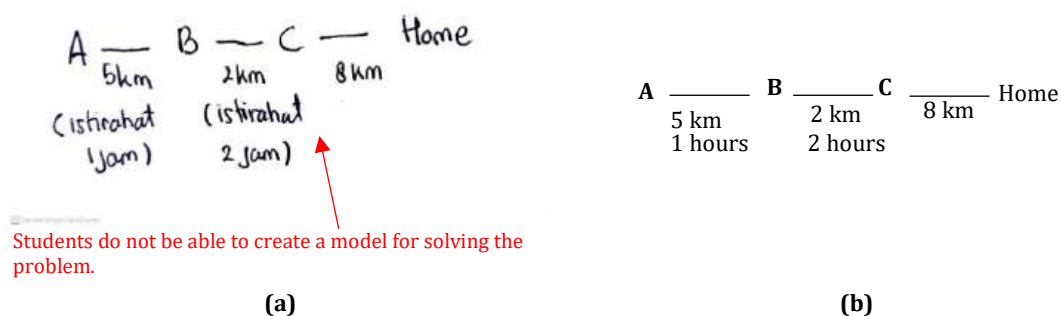 A — B — C — Home
5km 2km 8km
(istirahat (istirahat
1jam) 2 jam)
Students do not be able to create a model for solving the
problem.
(a)
A B C Home
5 km 2 km 8 km
1 hours 2 hours
(b)